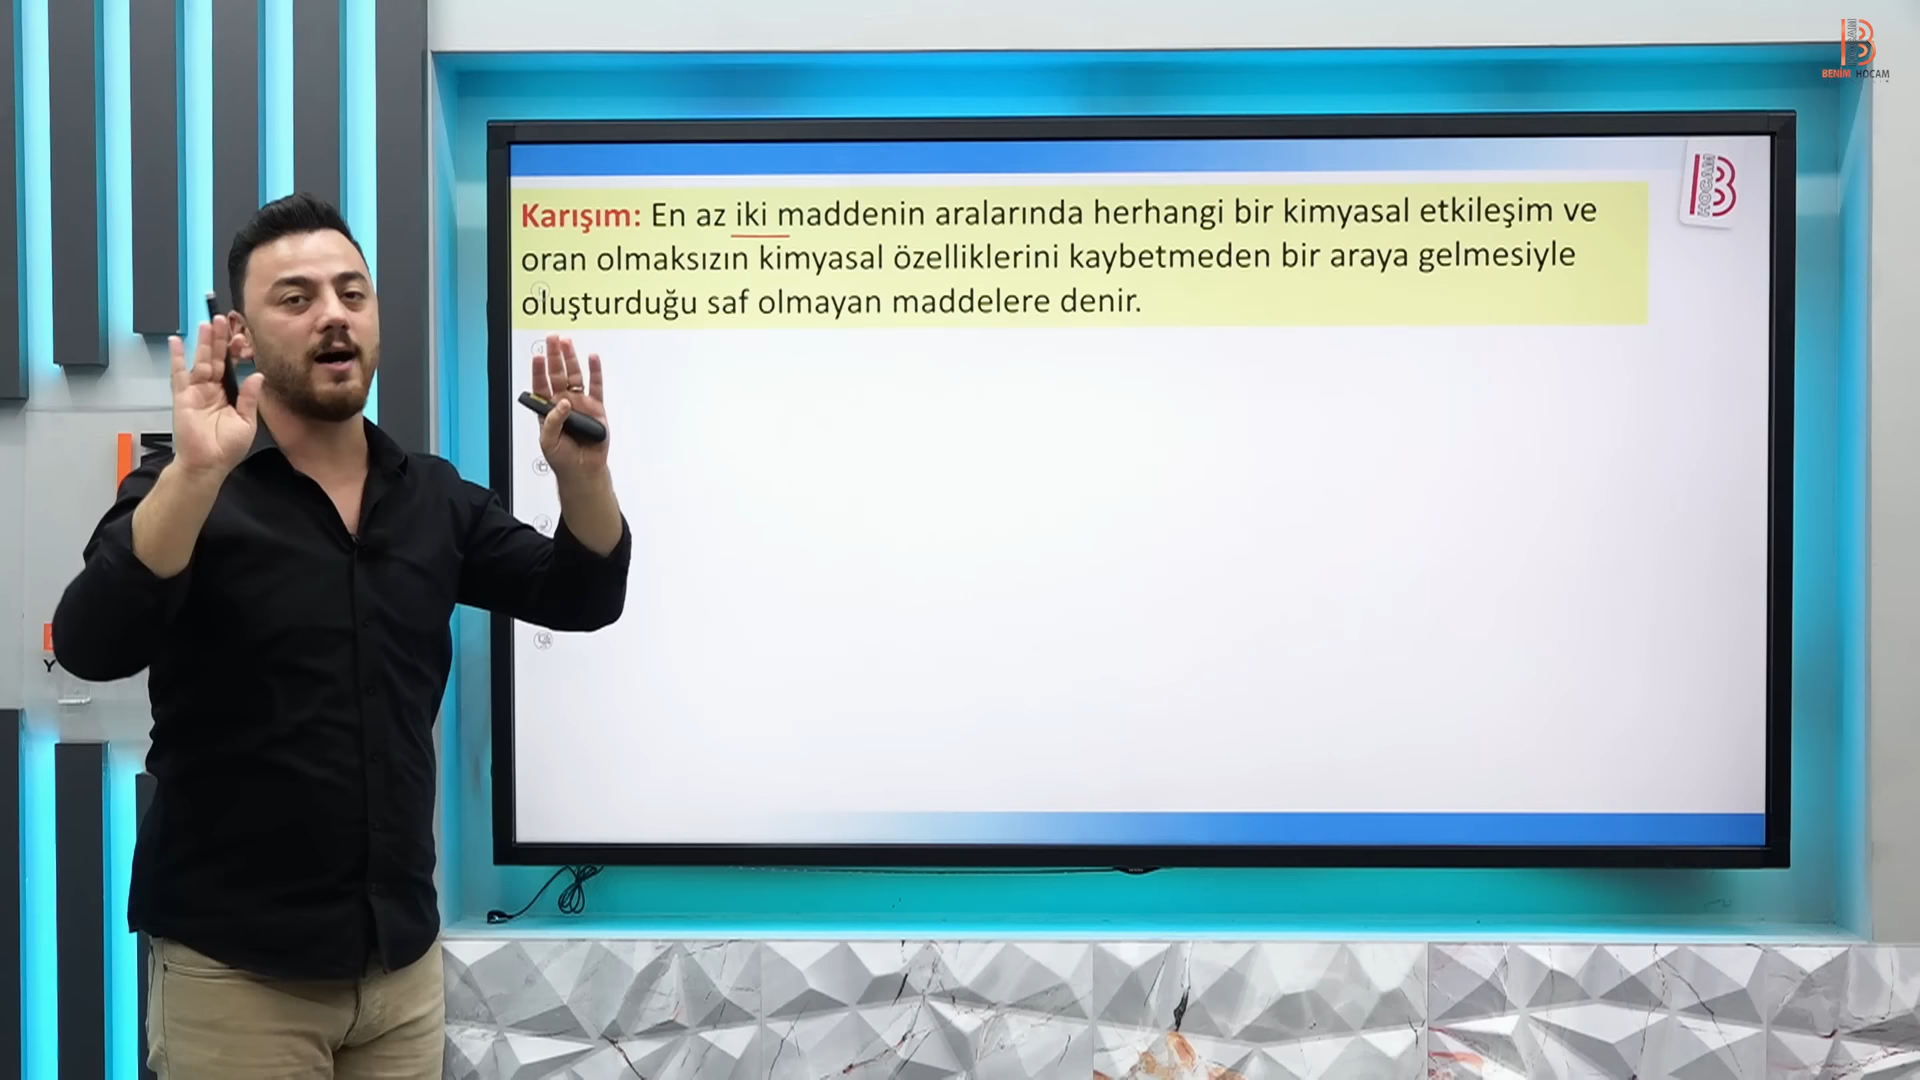 BENİM HOCAM
HOCAM
Karışım: En az iki maddenin aralarında herhangi bir kimyasal etkileşim ve
oran olmaksızın kimyasal özelliklerini kaybetmeden bir araya gelmesiyle
oluşturduğu saf olmayan maddelere denir.
M
Y